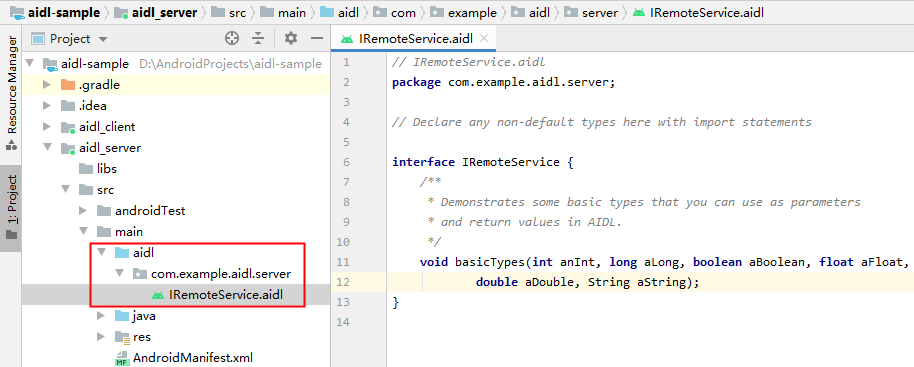 aidl-sample aidl_server src main aidl com example aidl server IRemoteService.aidl
Resource Manager
1: Project
Project
aidl-sample D:\AndroidProjects\aidl-sample
.gradle
.idea
aidl_client
aidl_server
libs
src
androidTest
main
aidl
com.example.aidl.server
IRemoteService.aidl
java
res
AndroidManifest.xml
IRemoteService.aidl
1 // IRemoteService.aidl
2 package com.example.aidl.server;
3
4 // Declare any non-default types here with import statements
5
6 interface IRemoteService {
7 /**
8 * Demonstrates some basic types that you can use as parameters
9 * and return values in AIDL.
10 */
11 void basicTypes(int anInt, long aLong, boolean aBoolean, float aFloat,
12 double aDouble, String aString);
13 }
14